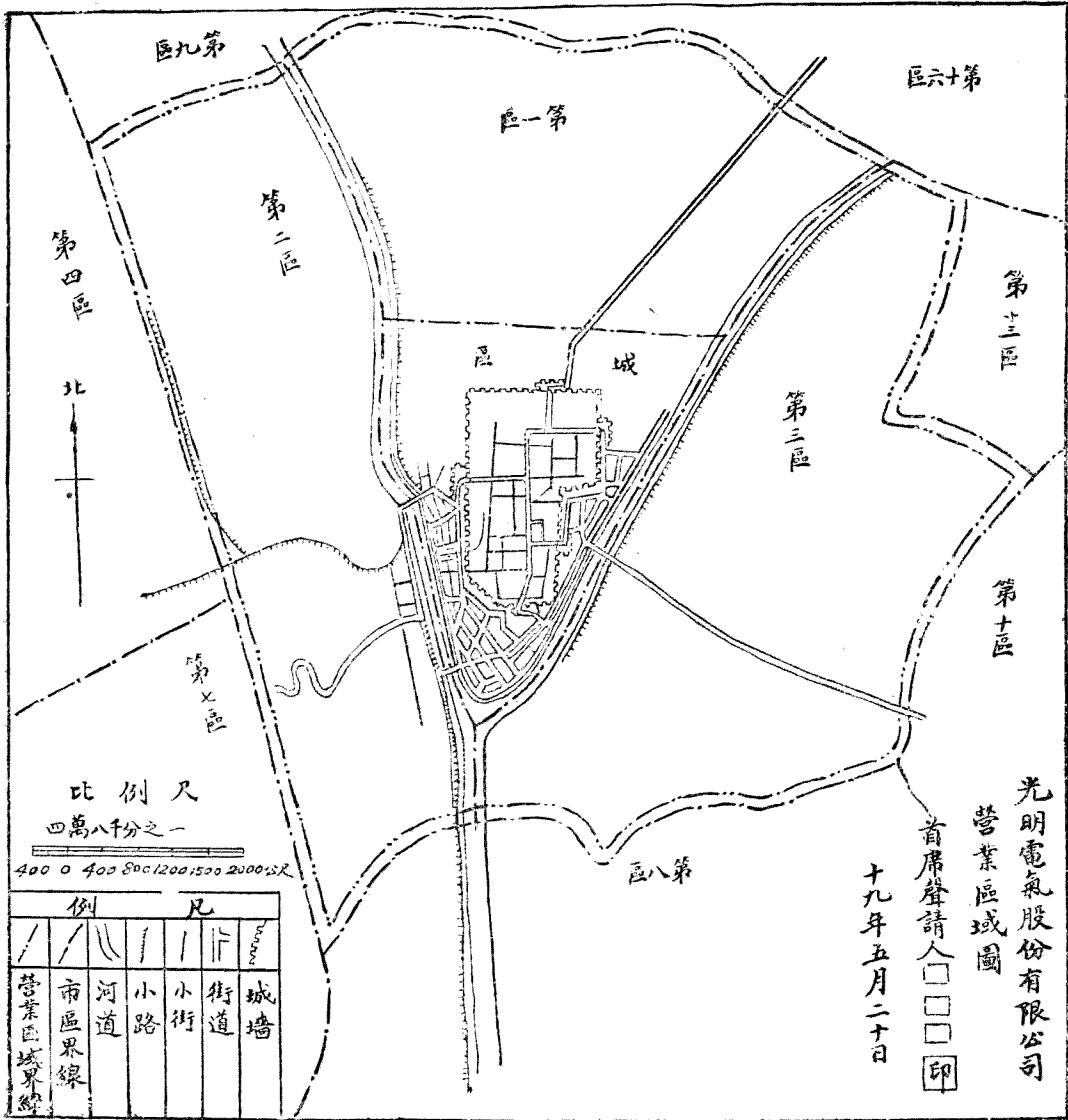 光明電氣股份有限公司
營業區域圖
首席聲請人□□□印
十九年五月二十日
區九第
區一第
區六十第
第二區
第四區
第十三區
區 城
第三區
北
第十區
第七區
區八第
比例尺
四萬八千分之一
400 0 400 800 1200 1500 2000公尺
例 凡
營業區域界線
市區界線
河道
小路
小街
街道
城墻